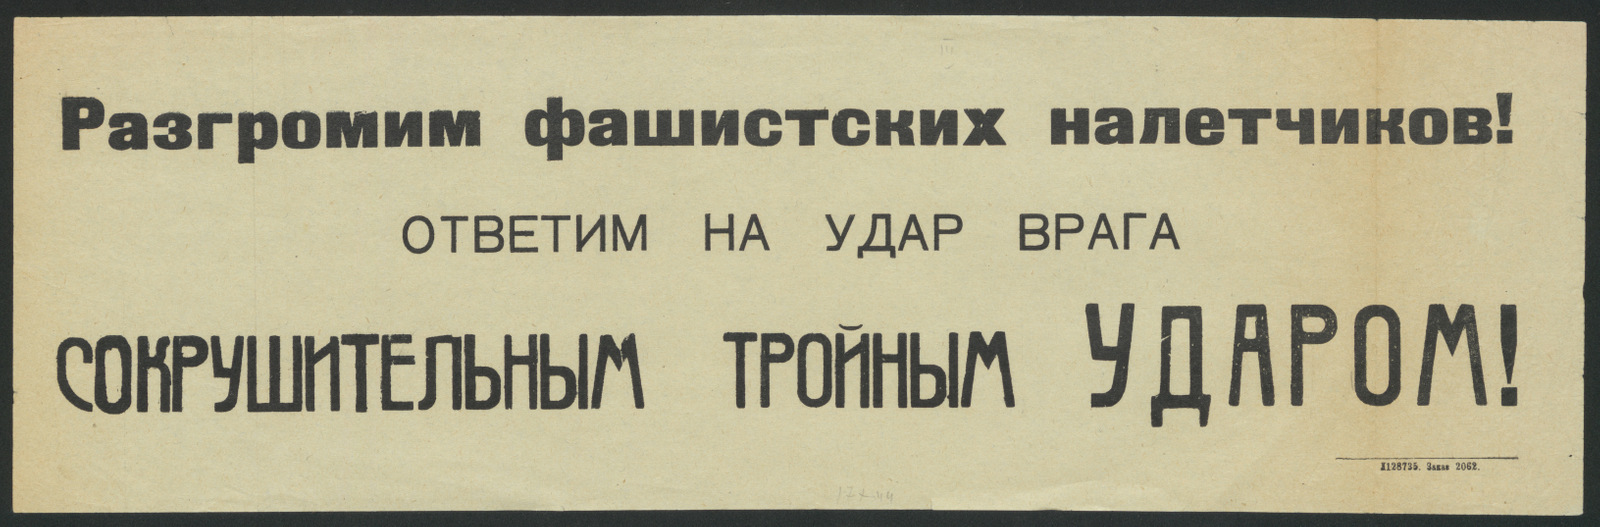 Разгромим фашистских налетчиков!
ОТВЕТИМ НА УДАР ВРАГА
СОКРУШИТЕЛЬНЫМ ТРОЙНЫМ УДАРОМ!
Л128735. Заказ 2062.